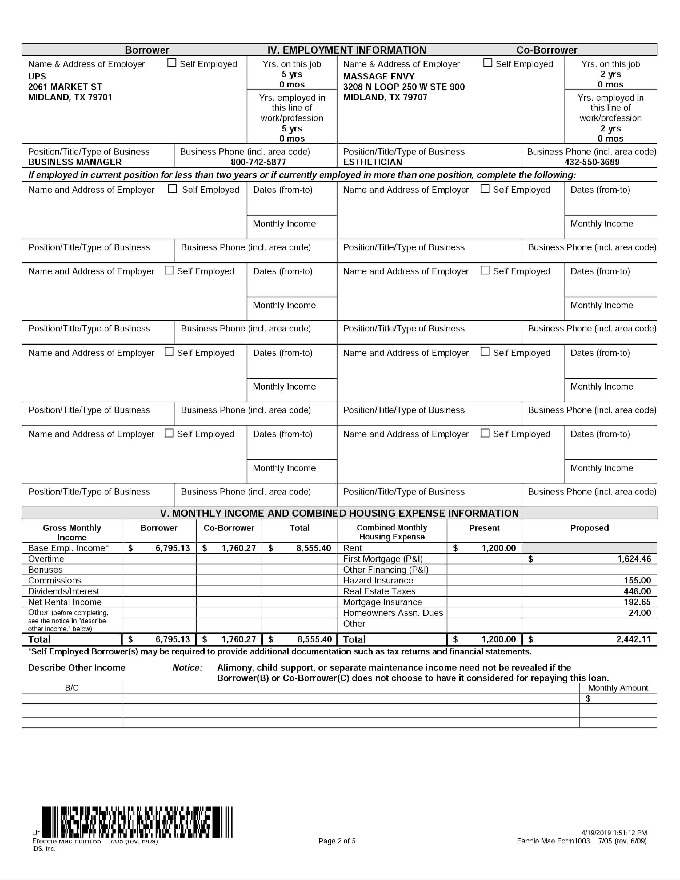 Borrower IV. EMPLOYMENT INFORMATION Co-Borrower
Name & Address of Employer ☐ Self Employed Yrs. on this job Name & Address of Employer ☐ Self Employed Yrs. on this job
UPS 5 yrs MASSAGE ENVY 2 yrs
2061 MARKET ST 0 mos 3208 N LOOP 250 W STE 900 0 mos
MIDLAND, TX 79701 Yrs. employed in MIDLAND, TX 79707 Yrs. employed in
this line of this line of
work/profession work/profession
5 yrs 2 yrs
0 mos 0 mos
Position/Title/Type of Business Business Phone (incl. area code) Position/Title/Type of Business Business Phone (incl. area code)
BUSINESS MANAGER 800-742-5877 ESTHETICIAN 432-550-3689
If employed in current position for less than two years or if currently employed in more than one position, complete the following:
Name and Address of Employer ☐ Self Employed Dates (from-to) Name and Address of Employer ☐ Self Employed Dates (from-to)
Monthly Income Monthly Income
Position/Title/Type of Business Business Phone (incl. area code) Position/Title/Type of Business Business Phone (incl. area code)
Name and Address of Employer ☐ Self Employed Dates (from-to) Name and Address of Employer ☐ Self Employed Dates (from-to)
Monthly Income Monthly Income
Position/Title/Type of Business Business Phone (incl. area code) Position/Title/Type of Business Business Phone (incl. area code)
Name and Address of Employer ☐ Self Employed Dates (from-to) Name and Address of Employer ☐ Self Employed Dates (from-to)
Monthly Income Monthly Income
Position/Title/Type of Business Business Phone (incl. area code) Position/Title/Type of Business Business Phone (incl. area code)
Name and Address of Employer ☐ Self Employed Dates (from-to) Name and Address of Employer ☐ Self Employed Dates (from-to)
Monthly Income Monthly Income
Position/Title/Type of Business Business Phone (incl. area code) Position/Title/Type of Business Business Phone (incl. area code)
V. MONTHLY INCOME AND COMBINED HOUSING EXPENSE INFORMATION
Gross Monthly Borrower Co-Borrower Total Combined Monthly Present Proposed
Income Housing Expense
Base Empl. Income* $ 6,795.13 $ 1,760.27 $ 8,555.40 Rent $ 1,200.00
Overtime First Mortgage (P&I) $ 1,624.46
Bonuses Other Financing (P&I)
Commissions Hazard Insurance 155.00
Dividends/Interest Real Estate Taxes 446.00
Net Rental Income Mortgage Insurance 192.65
Other (before completing, Homeowners Assn. Dues 24.00
see the notice in "describe Other
other income," below)
Total $ 6,795.13 $ 1,760.27 $ 8,555.40 Total $ 1,200.00 $ 2,442.11
*Self Employed Borrower(s) may be required to provide additional documentation such as tax returns and financial statements.
Describe Other Income Notice: Alimony, child support, or separate maintenance income need not be revealed if the
Borrower(B) or Co-Borrower(C) does not choose to have it considered for repaying this loan.
B/C Monthly Amount
$
4/19/2019 1:51:12 PM
Freddie Mac Form 65 7/05 (rev. 6/09) Page 2 of 5 Fannie Mae Form 1003 7/05 (rev. 6/09)
IDS, Inc.